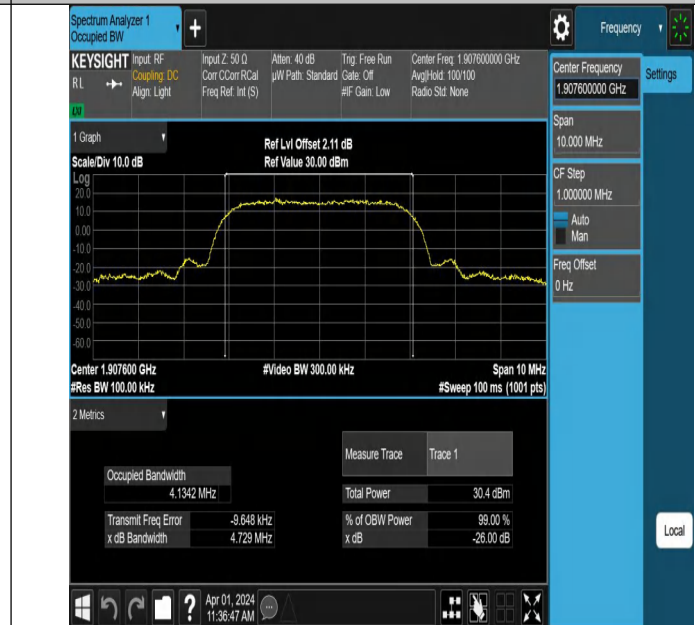 Spectrum Analyzer 1
Occupied BW
Frequency
KEYSIGHT
RL
Input: RF
Coupling: DC
Align: Light
Input Z: 50 Ω
Corr CCorr RCal
Freq Ref: Int (S)
Atten: 40 dB
µW Path: Standard
Trig: Free Run
Gate: Off
#IF Gain: Low
Center Freq: 1.907600000 GHz
Avg|Hold: 100/100
Radio Std: None
Center Frequency
1.907600000 GHz
Settings
Span
10.000 MHz
CF Step
1.000000 MHz
Auto
Man
Freq Offset
0 Hz
1 Graph
Scale/Div 10.0 dB
Ref Lvl Offset 2.11 dB
Ref Value 30.00 dBm
Log
20.0
10.0
0.00
-10.0
-20.0
-30.0
-40.0
-50.0
-60.0
Center 1.907600 GHz
#Video BW 300.00 kHz
Span 10 MHz
#Res BW 100.00 kHz
#Sweep 100 ms (1001 pts)
2 Metrics
Measure Trace
Trace 1
Occupied Bandwidth
4.1342 MHz
Total Power
30.4 dBm
Transmit Freq Error
-9.648 kHz
% of OBW Power
99.00 %
x dB Bandwidth
4.729 MHz
x dB
-26.00 dB
Local
?
Apr 01, 2024
11:36:47 AM